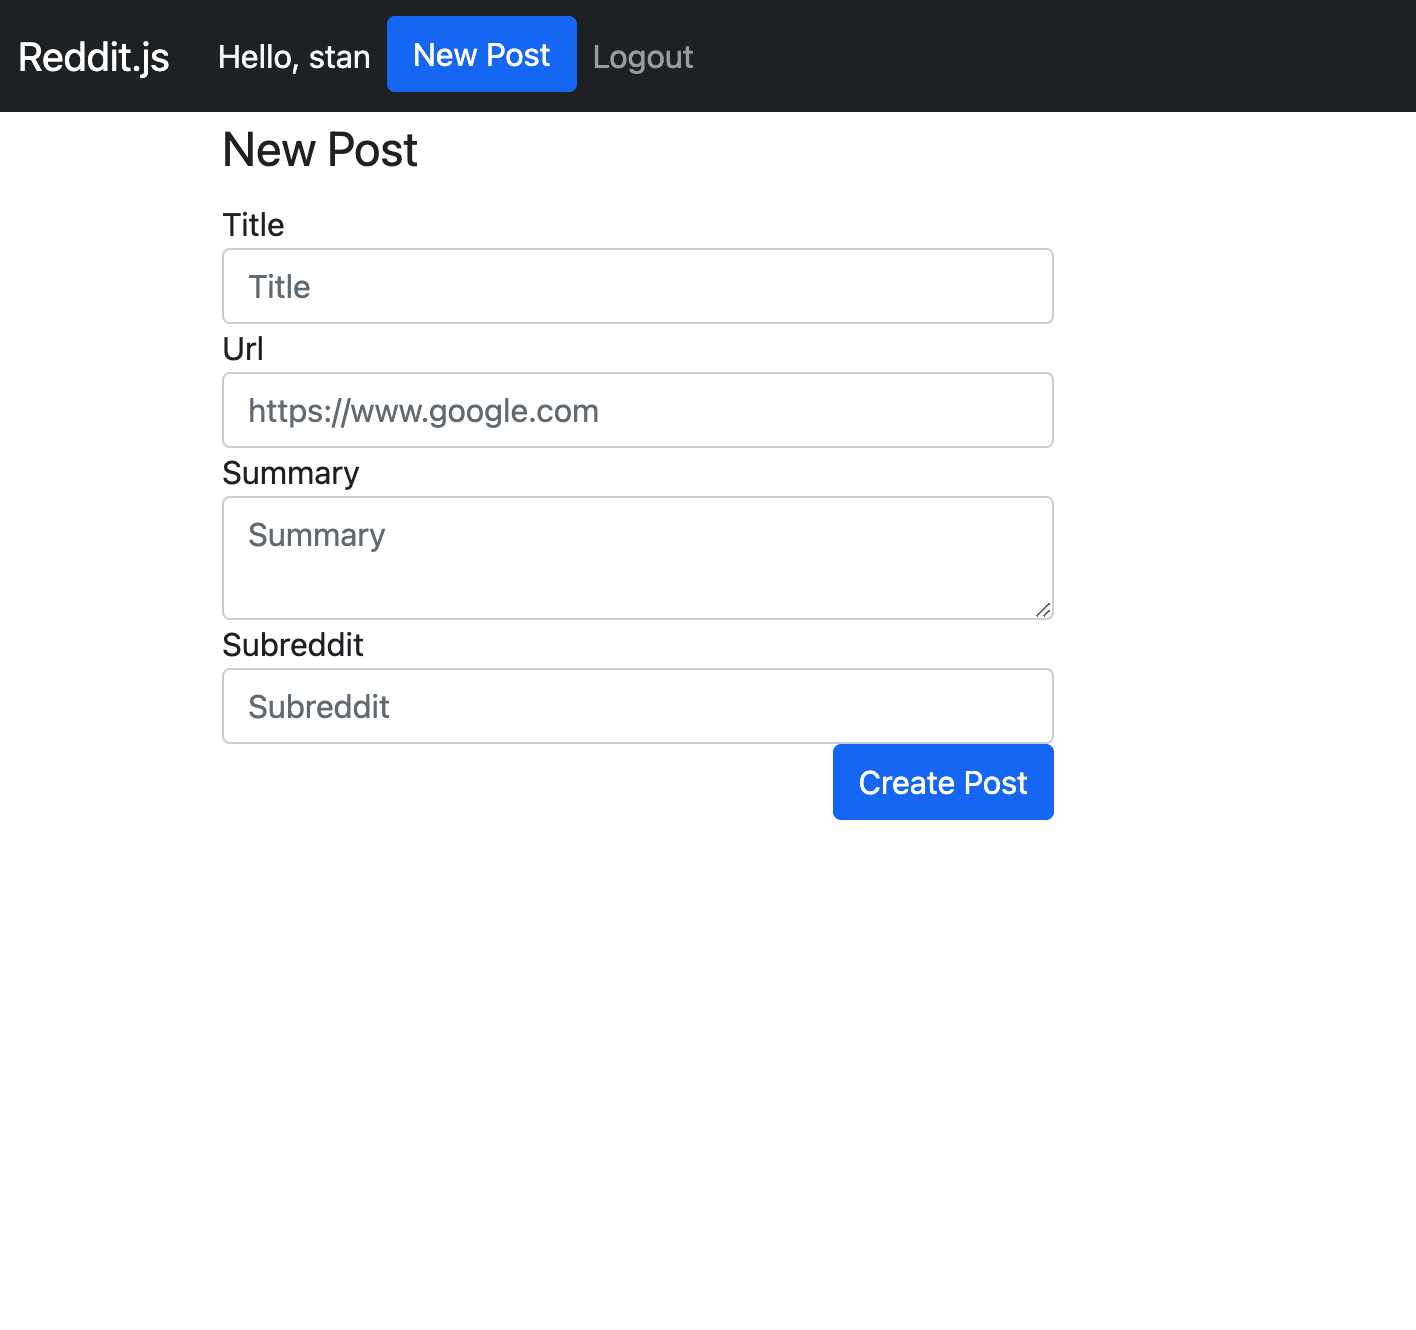 Reddit.js Hello, stan New Post Logout
New Post
Title
Title
Url
https://www.google.com
Summary
Summary
Subreddit
Subreddit
Create Post